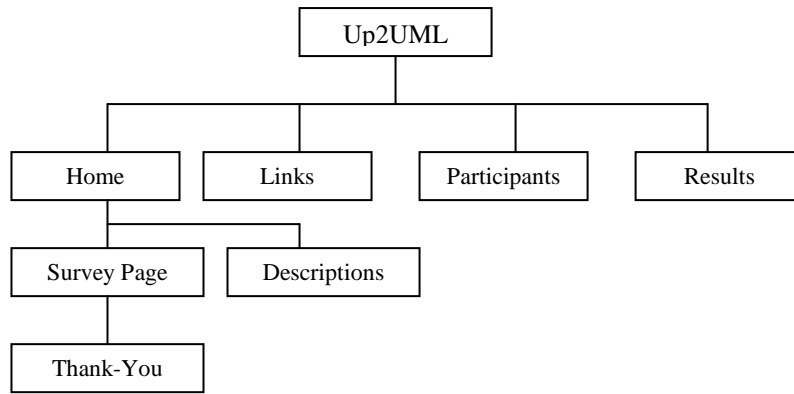 Up2UML
Home
Links
Participants
Results
Survey Page
Descriptions
Thank-You